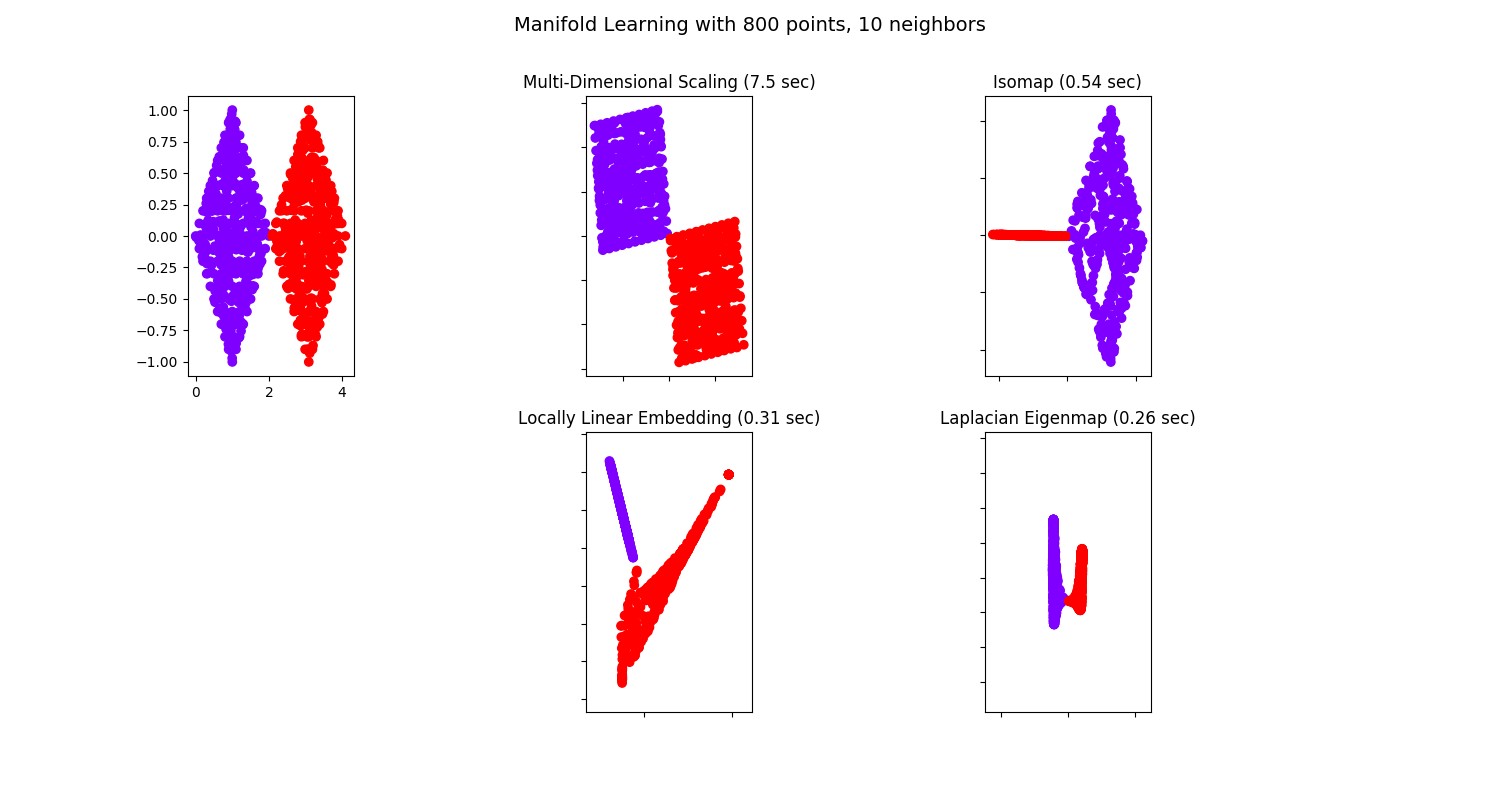 Manifold Learning with 800 points, 10 neighbors
Multi-Dimensional Scaling (7.5 sec)
Isomap (0.54 sec)
1.00
0.75
0.50
0.25
0.00
−0.25
−0.50
−0.75
−1.00
0 2 4
Locally Linear Embedding (0.31 sec)
Laplacian Eigenmap (0.26 sec)